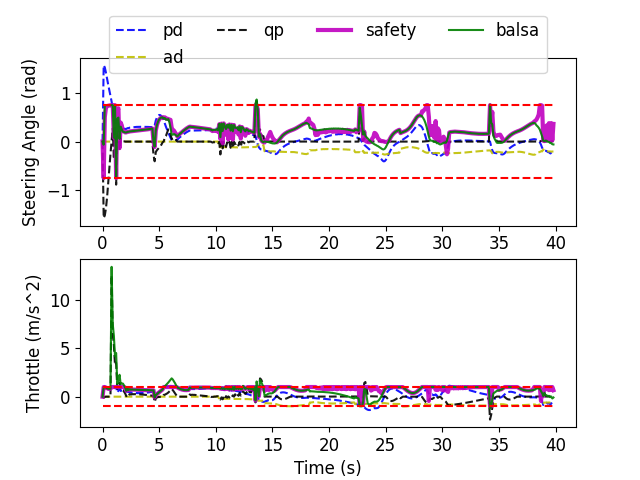 pd qp safety balsa
ad
Steering Angle (rad)
1
0
−1
0 5 10 15 20 25 30 35 40
Throttle (m/s^2)
10
5
0
0 5 10 15 20 25 30 35 40
Time (s)